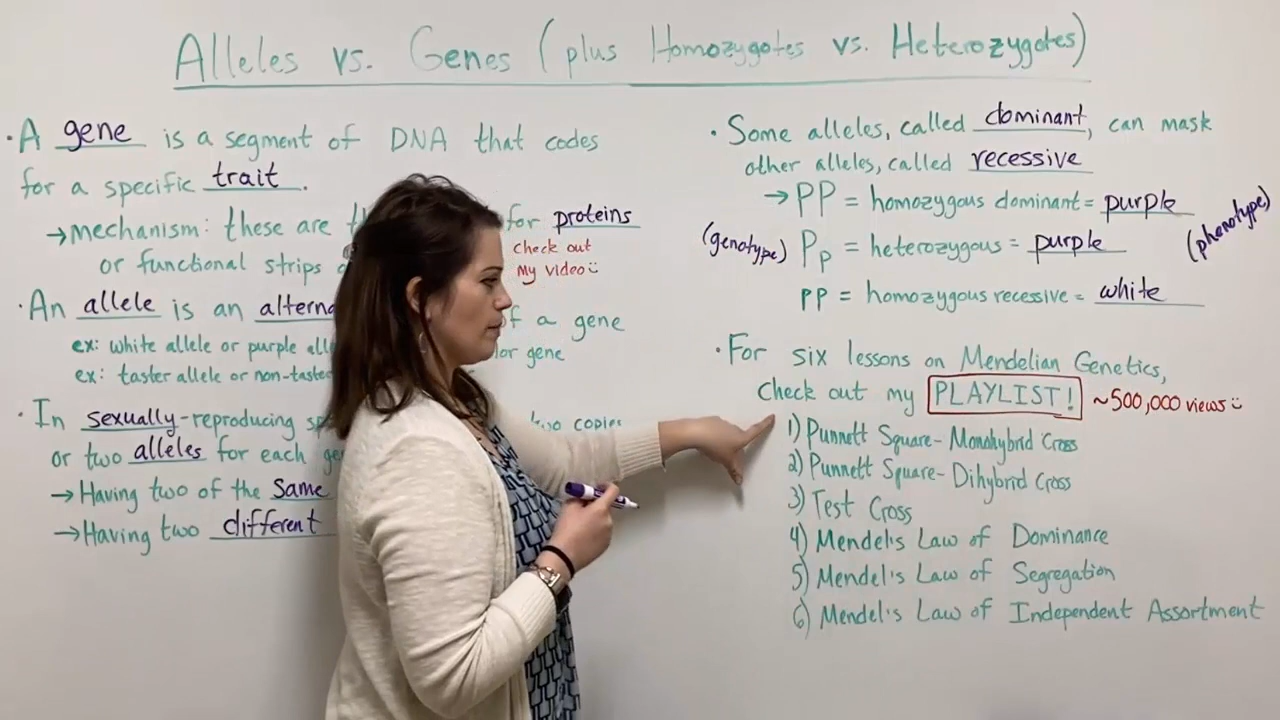 Alleles vs. Genes (plus Homozygotes vs. Heterozygotes)
· A gene is a segment of DNA that codes
for a specific trait.
→ mechanism: these are for proteins
or functional strips
check out
my video
· An allele is an of a gene
ex: white allele or purple gene
ex: taster allele or
· In sexually-reproducing two copies
or two alleles for each
→ Having two of the same
→ Having two different
· Some alleles, called dominant, can mask
other alleles, called recessive
→ PP = homozygous dominant = purple
(genotype) Pp = heterozygous = purple (phenotype)
pp = homozygous recessive = white
· For six lessons on Mendelian Genetics,
Check out my PLAYLIST! ~500,000 views
1) Punnett Square- Monohybrid Cross
2) Punnett Square- Dihybrid Cross
3) Test Cross
4) Mendel's Law of Dominance
5) Mendel's Law of Segregation
6) Mendel's Law of Independent Assortment